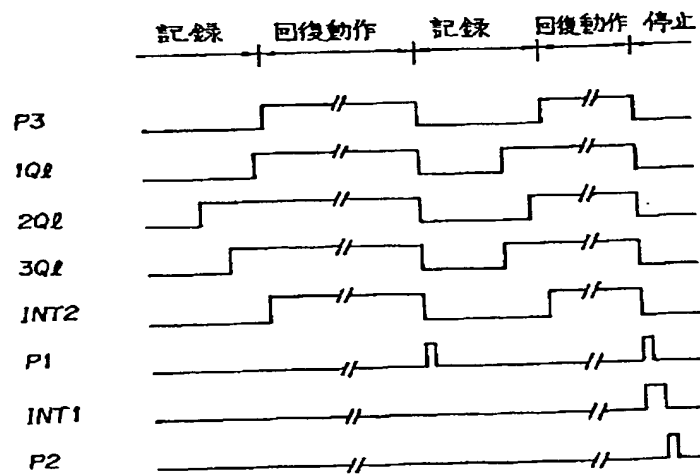 記録 回復動作 記録 回復動作 停止
P3
1Qℓ
2Qℓ
3Qℓ
INT2
P1
INT1
P2